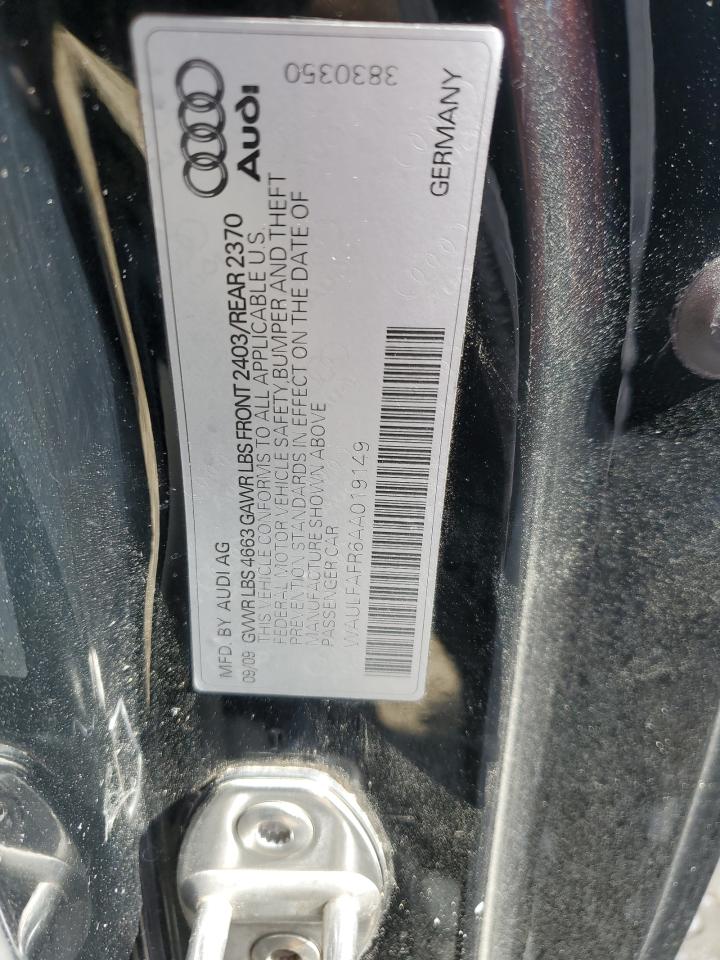 MFD. BY AUDI AG
09/09 GVWR LBS 4663 GAWR LBS FRONT 2403/REAR 2370
THIS VEHICLE CONFORMS TO ALL APPLICABLE U.S.
FEDERAL MOTOR VEHICLE SAFETY, BUMPER AND THEFT
PREVENTION STANDARDS IN EFFECT ON THE DATE OF
MANUFACTURE SHOWN ABOVE
PASSENGER CAR
WAULFAFR6AA019149
Audi
3830350
GERMANY